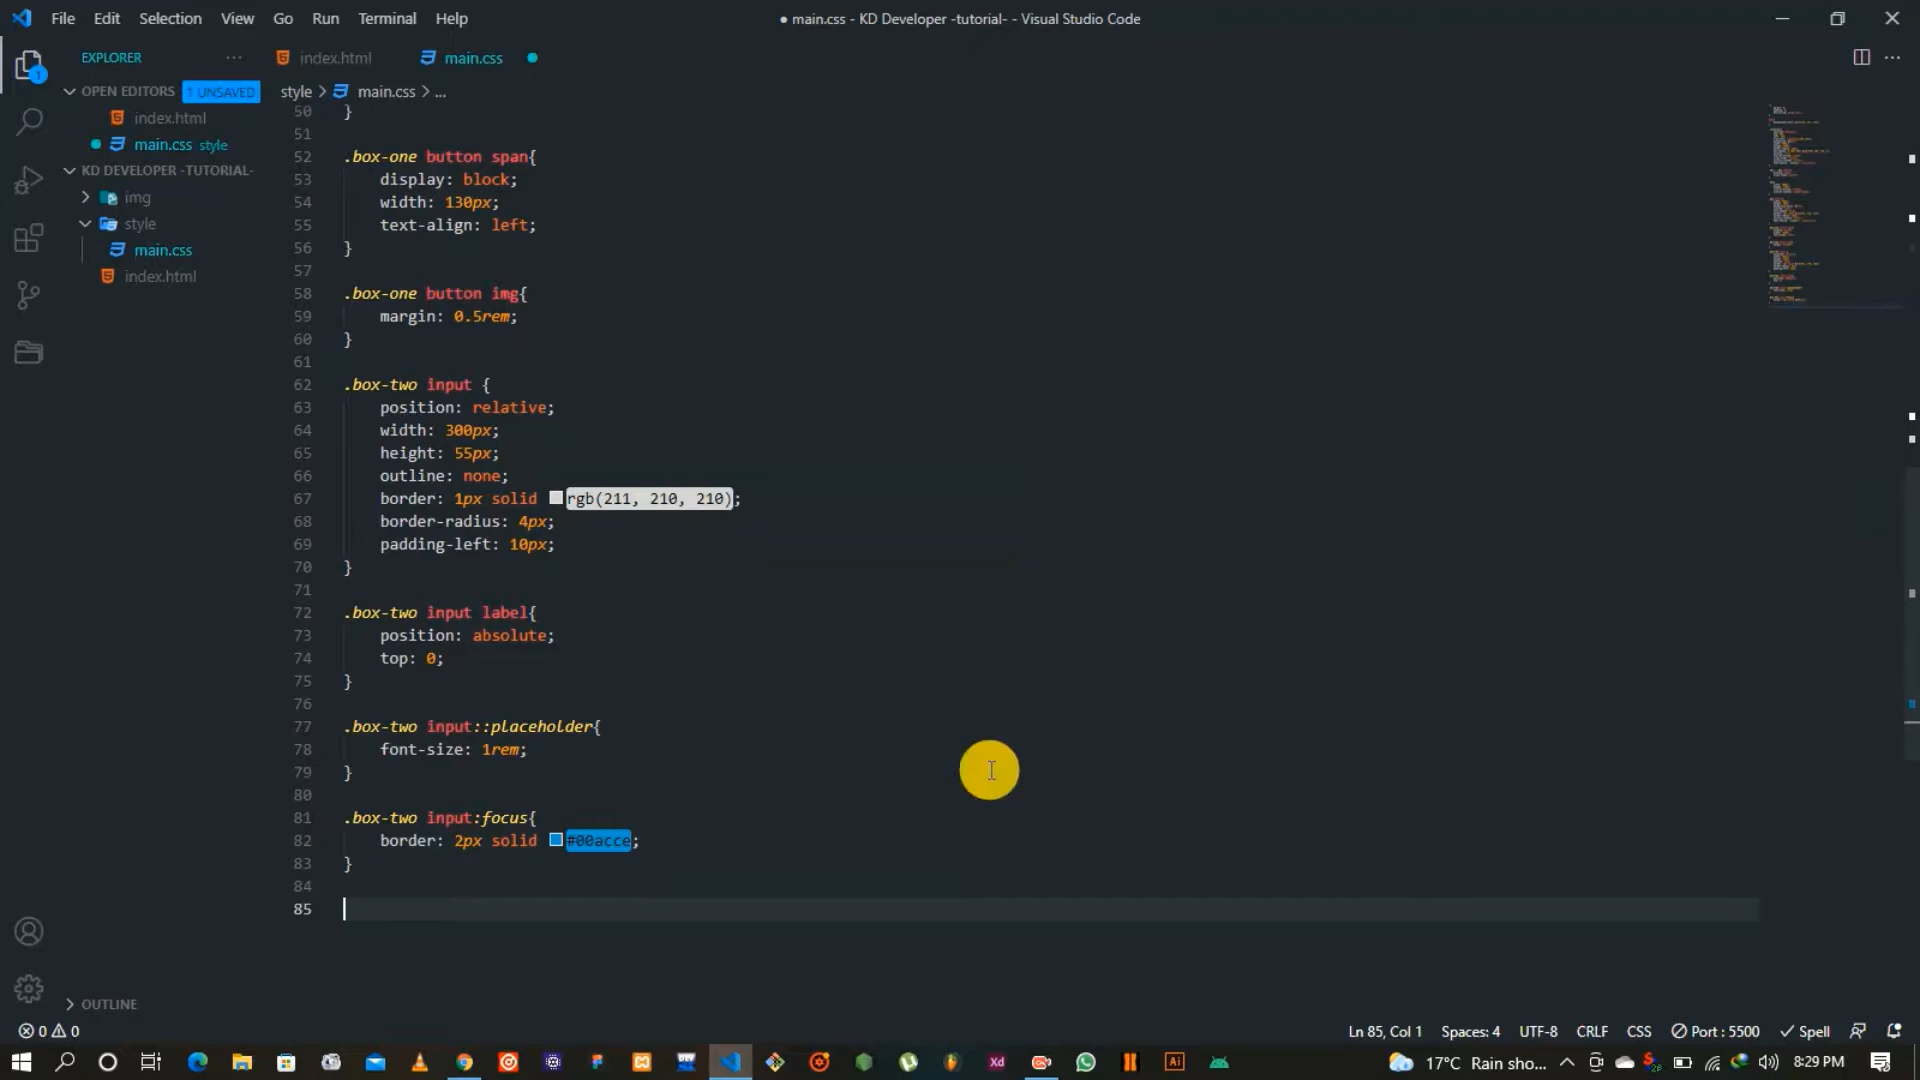 File Edit Selection View Go Run Terminal Help
● main.css - KD Developer -tutorial- - Visual Studio Code
EXPLORER ···
index.html
main.css
1
OPEN EDITORS 1 UNSAVED
index.html
main.css style
KD DEVELOPER -TUTORIAL-
img
style
main.css
index.html
OUTLINE
style > main.css > ...
50 }
51
52 .box-one button span{
53 display: block;
54 width: 130px;
55 text-align: left;
56 }
57
58 .box-one button img{
59 margin: 0.5rem;
60 }
61
62 .box-two input {
63 position: relative;
64 width: 300px;
65 height: 55px;
66 outline: none;
67 border: 1px solid rgb(211, 210, 210);
68 border-radius: 4px;
69 padding-left: 10px;
70 }
71
72 .box-two input label{
73 position: absolute;
74 top: 0;
75 }
76
77 .box-two input::placeholder{
78 font-size: 1rem;
79 }
80
81 .box-two input:focus{
82 border: 2px solid #00acce;
83 }
84
85
0 0
Ln 85, Col 1 Spaces: 4 UTF-8 CRLF CSS Port : 5500 Spell
Xd Ai
17°C Rain sho... 8:29 PM